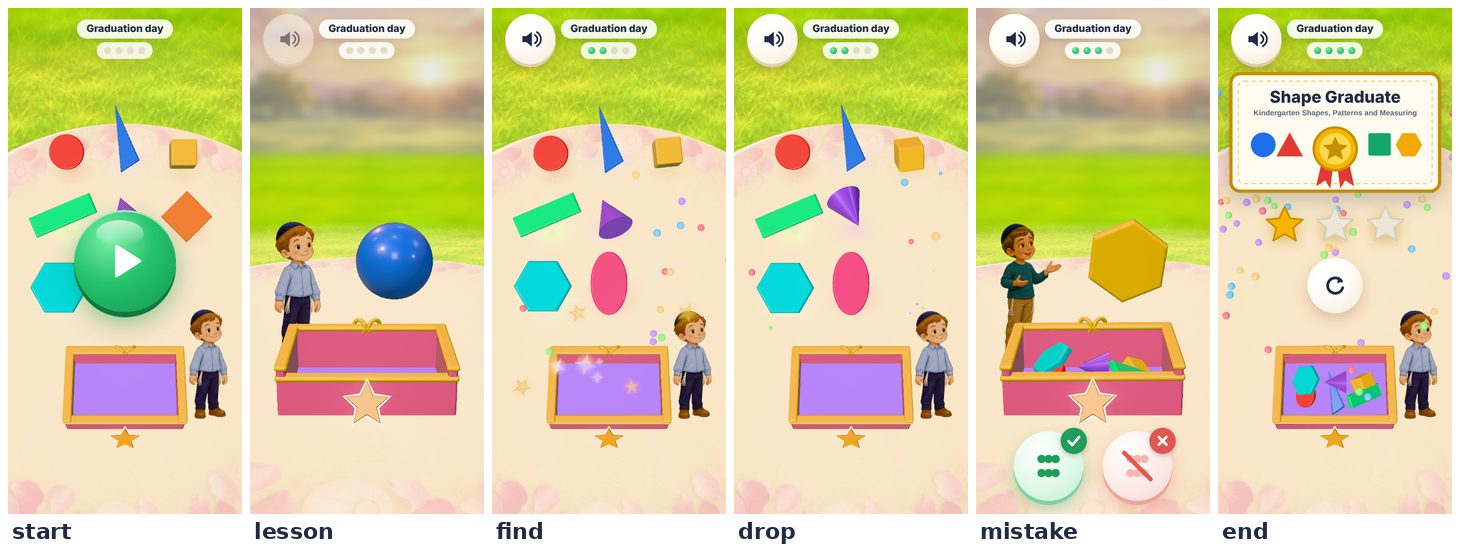 Graduation day
Graduation day
Graduation day
Graduation day
Graduation day
Graduation day
Shape Graduate
Kindergarten Shapes, Patterns and Measuring
start
lesson
find
drop
mistake
end